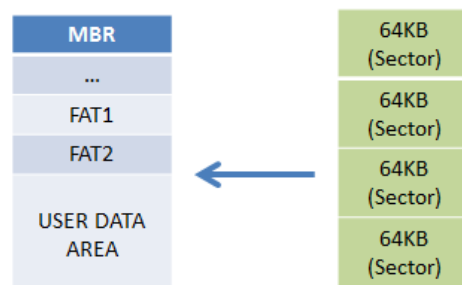 MBR
...
FAT1
FAT2
USER DATA
AREA
64KB
(Sector)
64KB
(Sector)
64KB
(Sector)
64KB
(Sector)